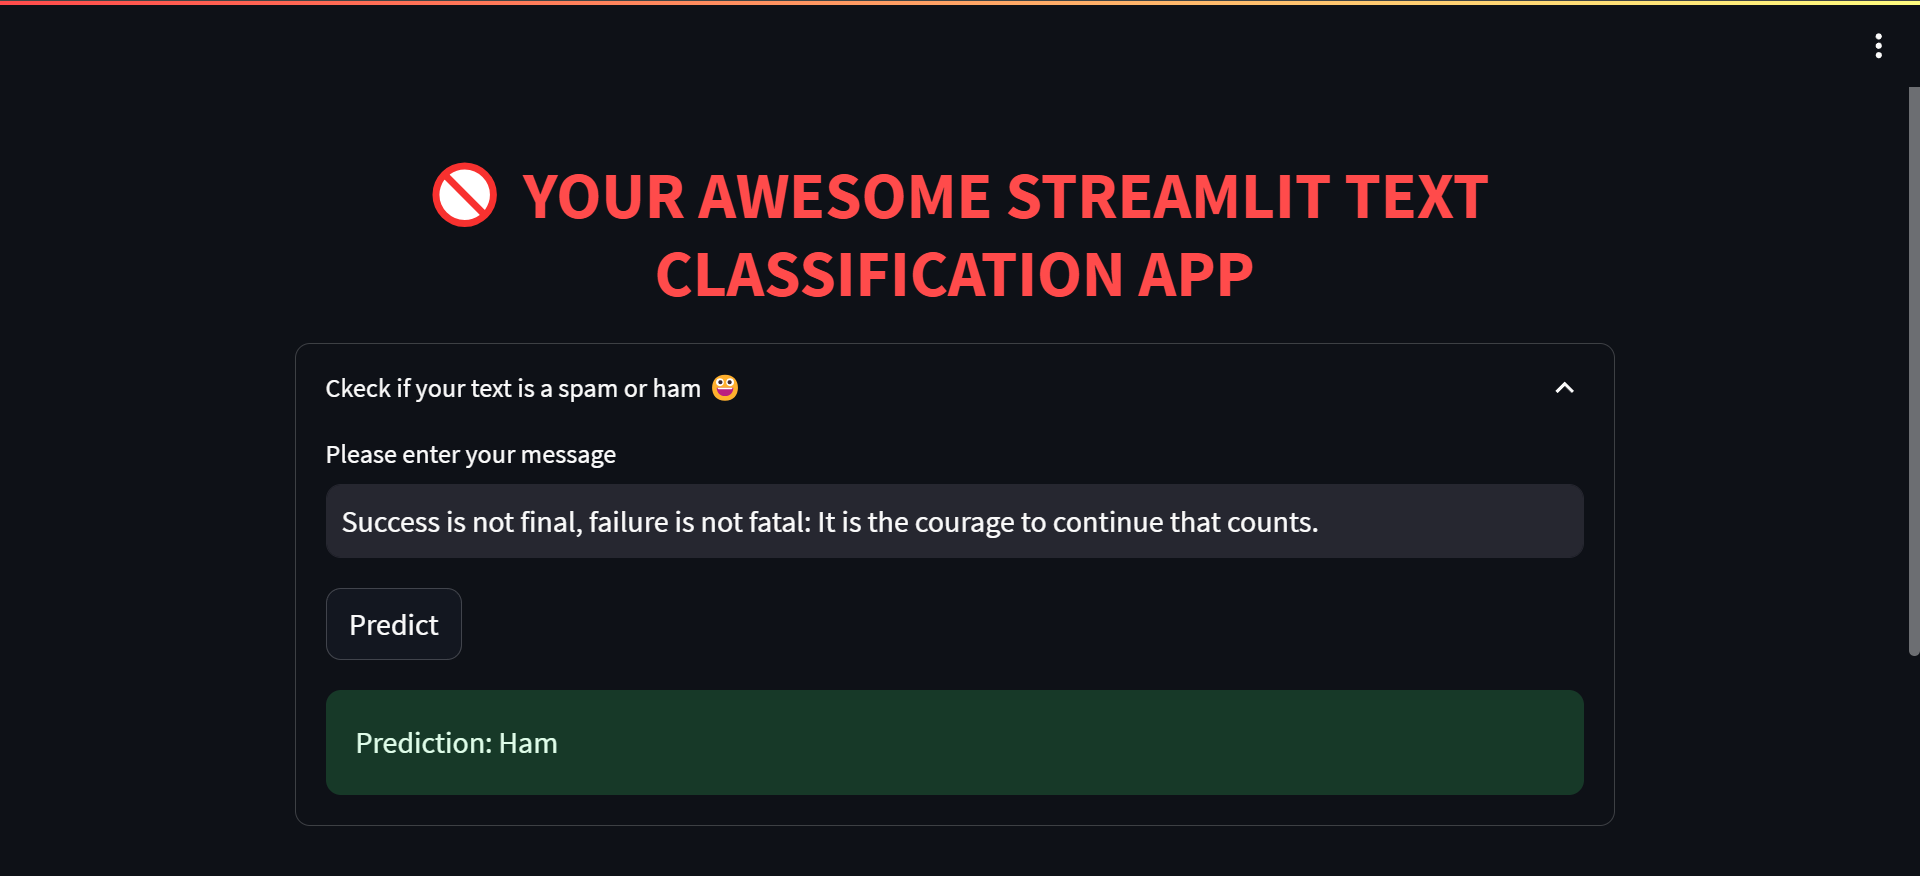 🚫 YOUR AWESOME STREAMLIT TEXT
CLASSIFICATION APP
Ckeck if your text is a spam or ham 😀
Please enter your message
Success is not final, failure is not fatal: It is the courage to continue that counts.
Predict
Prediction: Ham